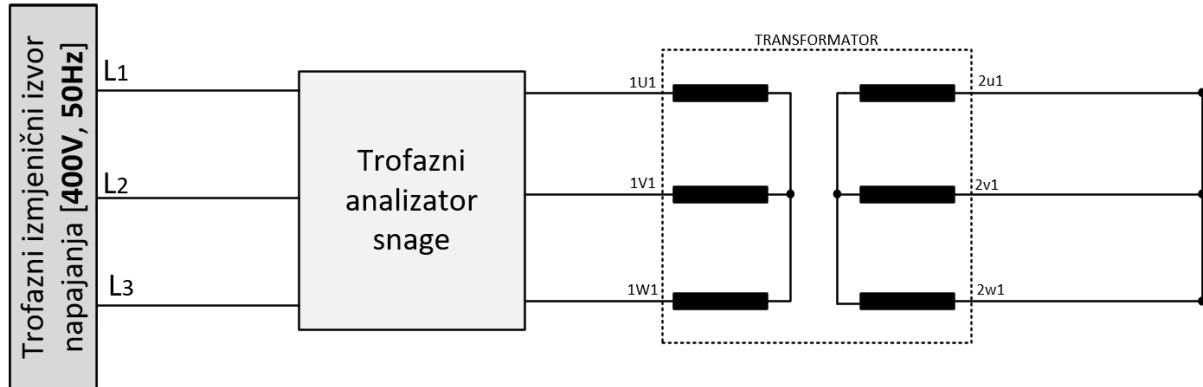 Trofazni izmjenični izvor
napajanja [400V, 50Hz]
L1
L2
L3
Trofazni
analizator
snage
TRANSFORMATOR
1U1
1V1
1W1
2u1
2v1
2w1